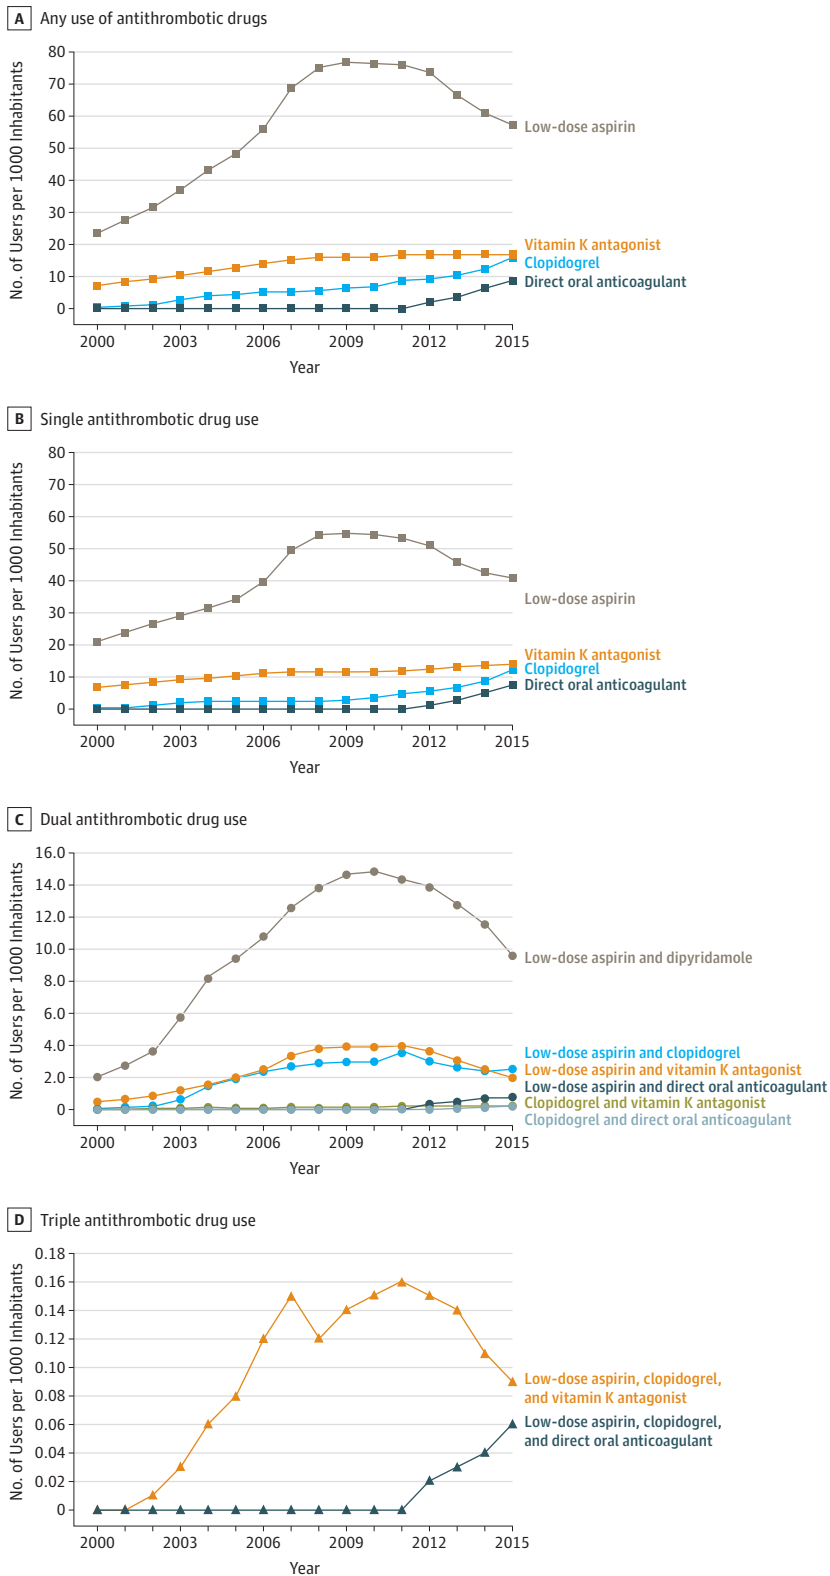 A Any use of antithrombotic drugs
80
70
60
50
40
30
20
10
0
No. of Users per 1000 Inhabitants
Low-dose aspirin
Vitamin K antagonist
Clopidogrel
Direct oral anticoagulant
2000 2003 2006 2009 2012 2015
Year
B Single antithrombotic drug use
80
70
60
50
40
30
20
10
0
No. of Users per 1000 Inhabitants
Low-dose aspirin
Vitamin K antagonist
Clopidogrel
Direct oral anticoagulant
2000 2003 2006 2009 2012 2015
Year
C Dual antithrombotic drug use
16.0
14.0
12.0
10.0
8.0
6.0
4.0
2.0
0
No. of Users per 1000 Inhabitants
Low-dose aspirin and dipyridamole
Low-dose aspirin and clopidogrel
Low-dose aspirin and vitamin K antagonist
Low-dose aspirin and direct oral anticoagulant
Clopidogrel and vitamin K antagonist
Clopidogrel and direct oral anticoagulant
2000 2003 2006 2009 2012 2015
Year
D Triple antithrombotic drug use
0.18
0.16
0.14
0.12
0.10
0.08
0.06
0.04
0.02
0
No. of Users per 1000 Inhabitants
Low-dose aspirin, clopidogrel,
and vitamin K antagonist
Low-dose aspirin, clopidogrel,
and direct oral anticoagulant
2000 2003 2006 2009 2012 2015
Year